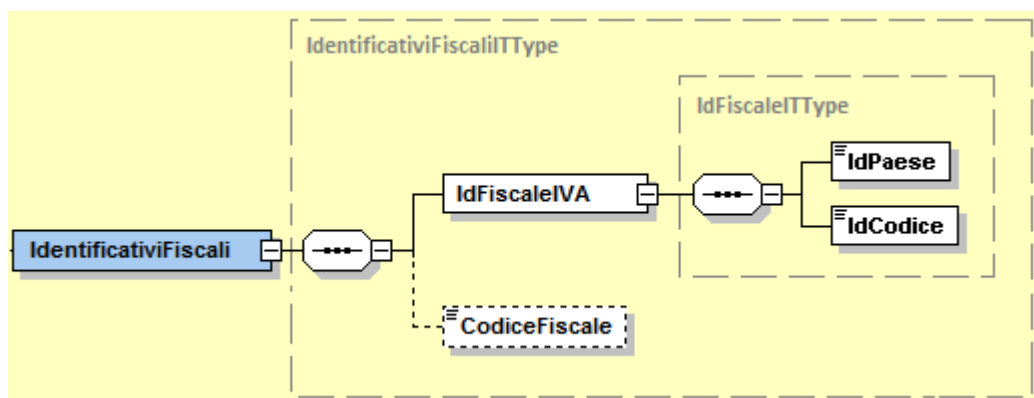 IdentificativiFiscaliITType
IdFiscaleITType
IdPaese
IdFiscaleIVA
IdCodice
IdentificativiFiscali
CodiceFiscale